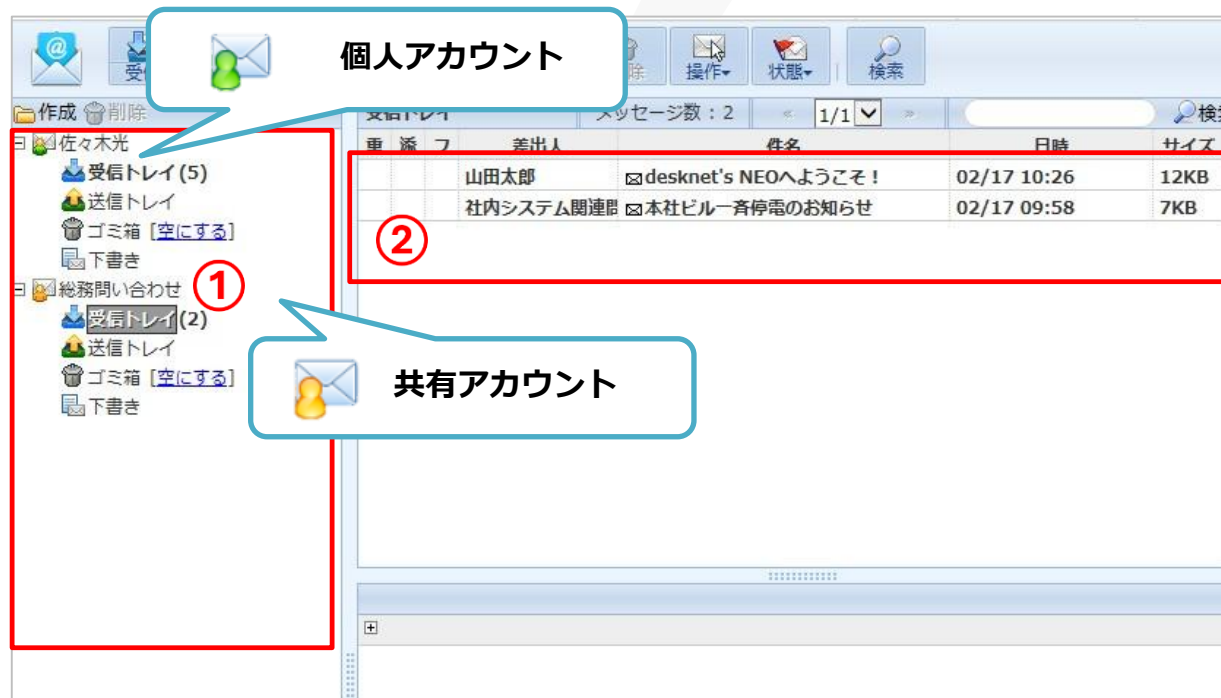 個人アカウント
受
操作▾
状態▾
検索
作成
削除
メッセージ数：2
«
1/1
»
佐々木光
受信トレイ(5)
送信トレイ
ゴミ箱 [空にする]
下書き
総務問い合わせ
①
受信トレイ(2)
送信トレイ
ゴミ箱 [空にする]
下書き
重 添 フ 差出人 件名 日時 サイズ
山田太郎 desknet's NEOへようこそ！ 02/17 10:26 12KB
社内システム関連問 本社ビル一斉停電のお知らせ 02/17 09:58 7KB
②
共有アカウント